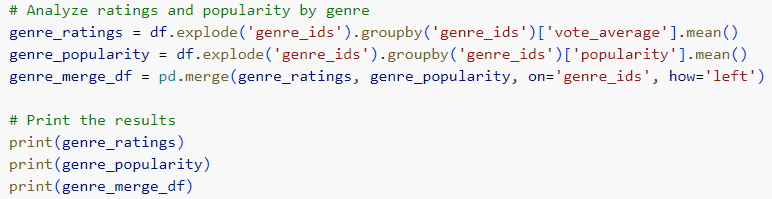 # Analyze ratings and popularity by genre
genre_ratings = df.explode('genre_ids').groupby('genre_ids')['vote_average'].mean()
genre_popularity = df.explode('genre_ids').groupby('genre_ids')['popularity'].mean()
genre_merge_df = pd.merge(genre_ratings, genre_popularity, on='genre_ids', how='left')

# Print the results
print(genre_ratings)
print(genre_popularity)
print(genre_merge_df)